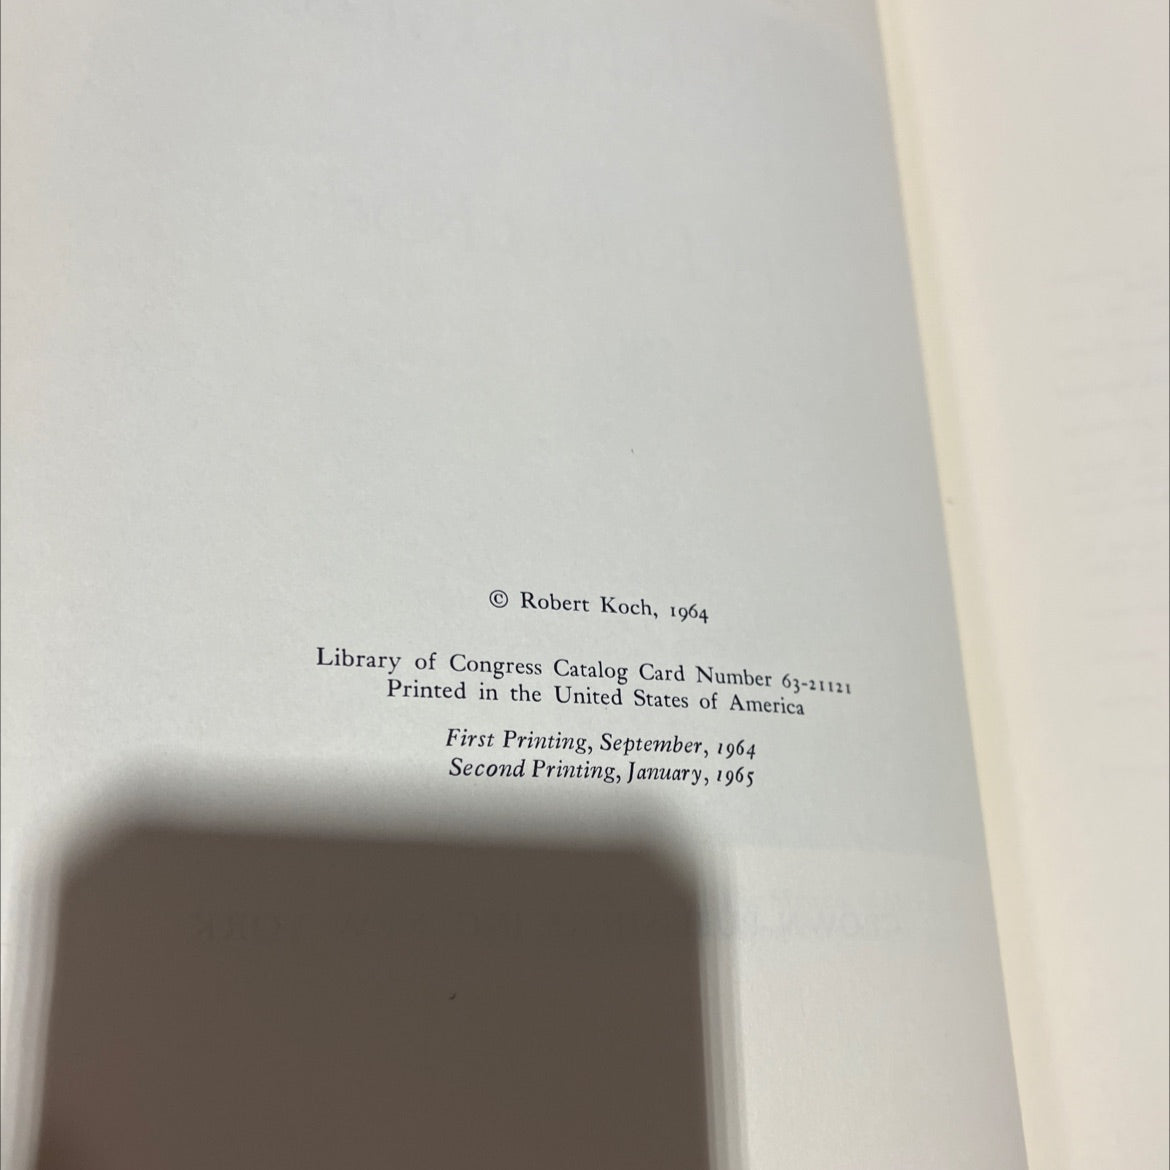 © Robert Koch, 1964
Library of Congress Catalog Card Number 63-21121
Printed in the United States of America
First Printing, September, 1964
Second Printing, January, 1965